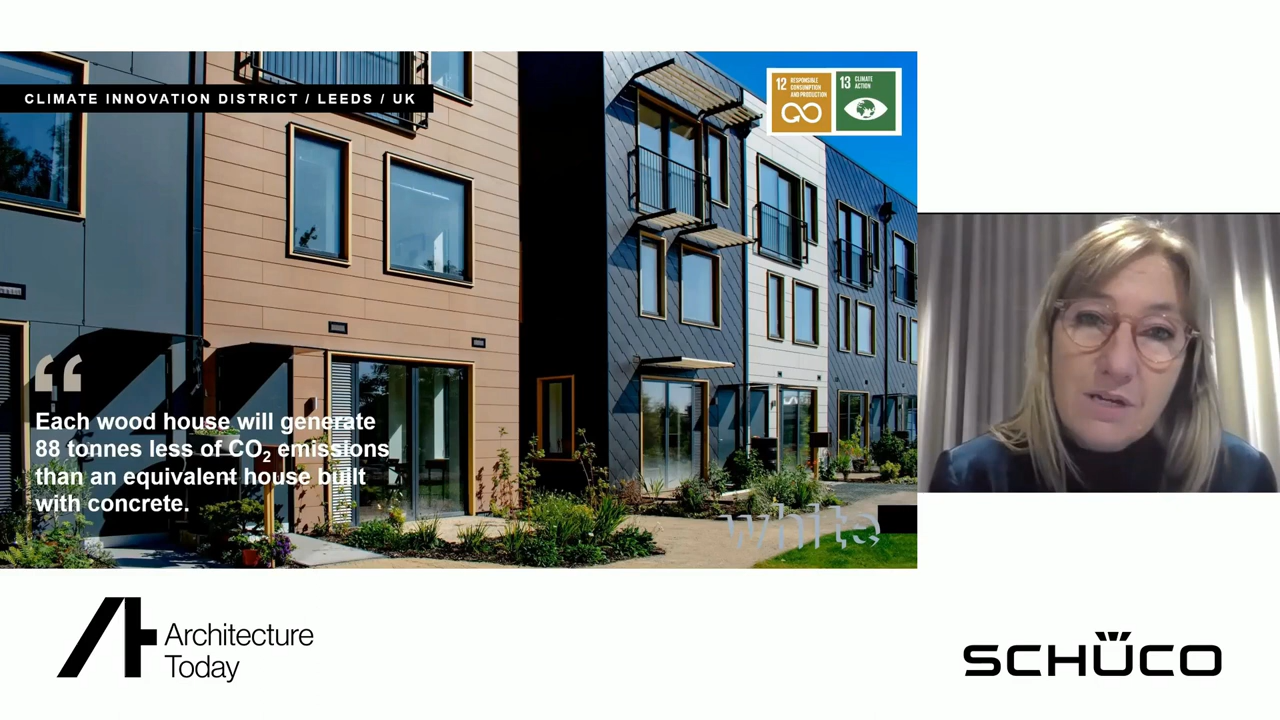 CLIMATE INNOVATION DISTRICT / LEEDS / UK
12 RESPONSIBLE
CONSUMPTION
AND PRODUCTION
13 CLIMATE
ACTION
“
Each wood house will generate
88 tonnes less of CO₂ emissions
than an equivalent house built
with concrete.
white
Architecture
Today
SCHÜCO